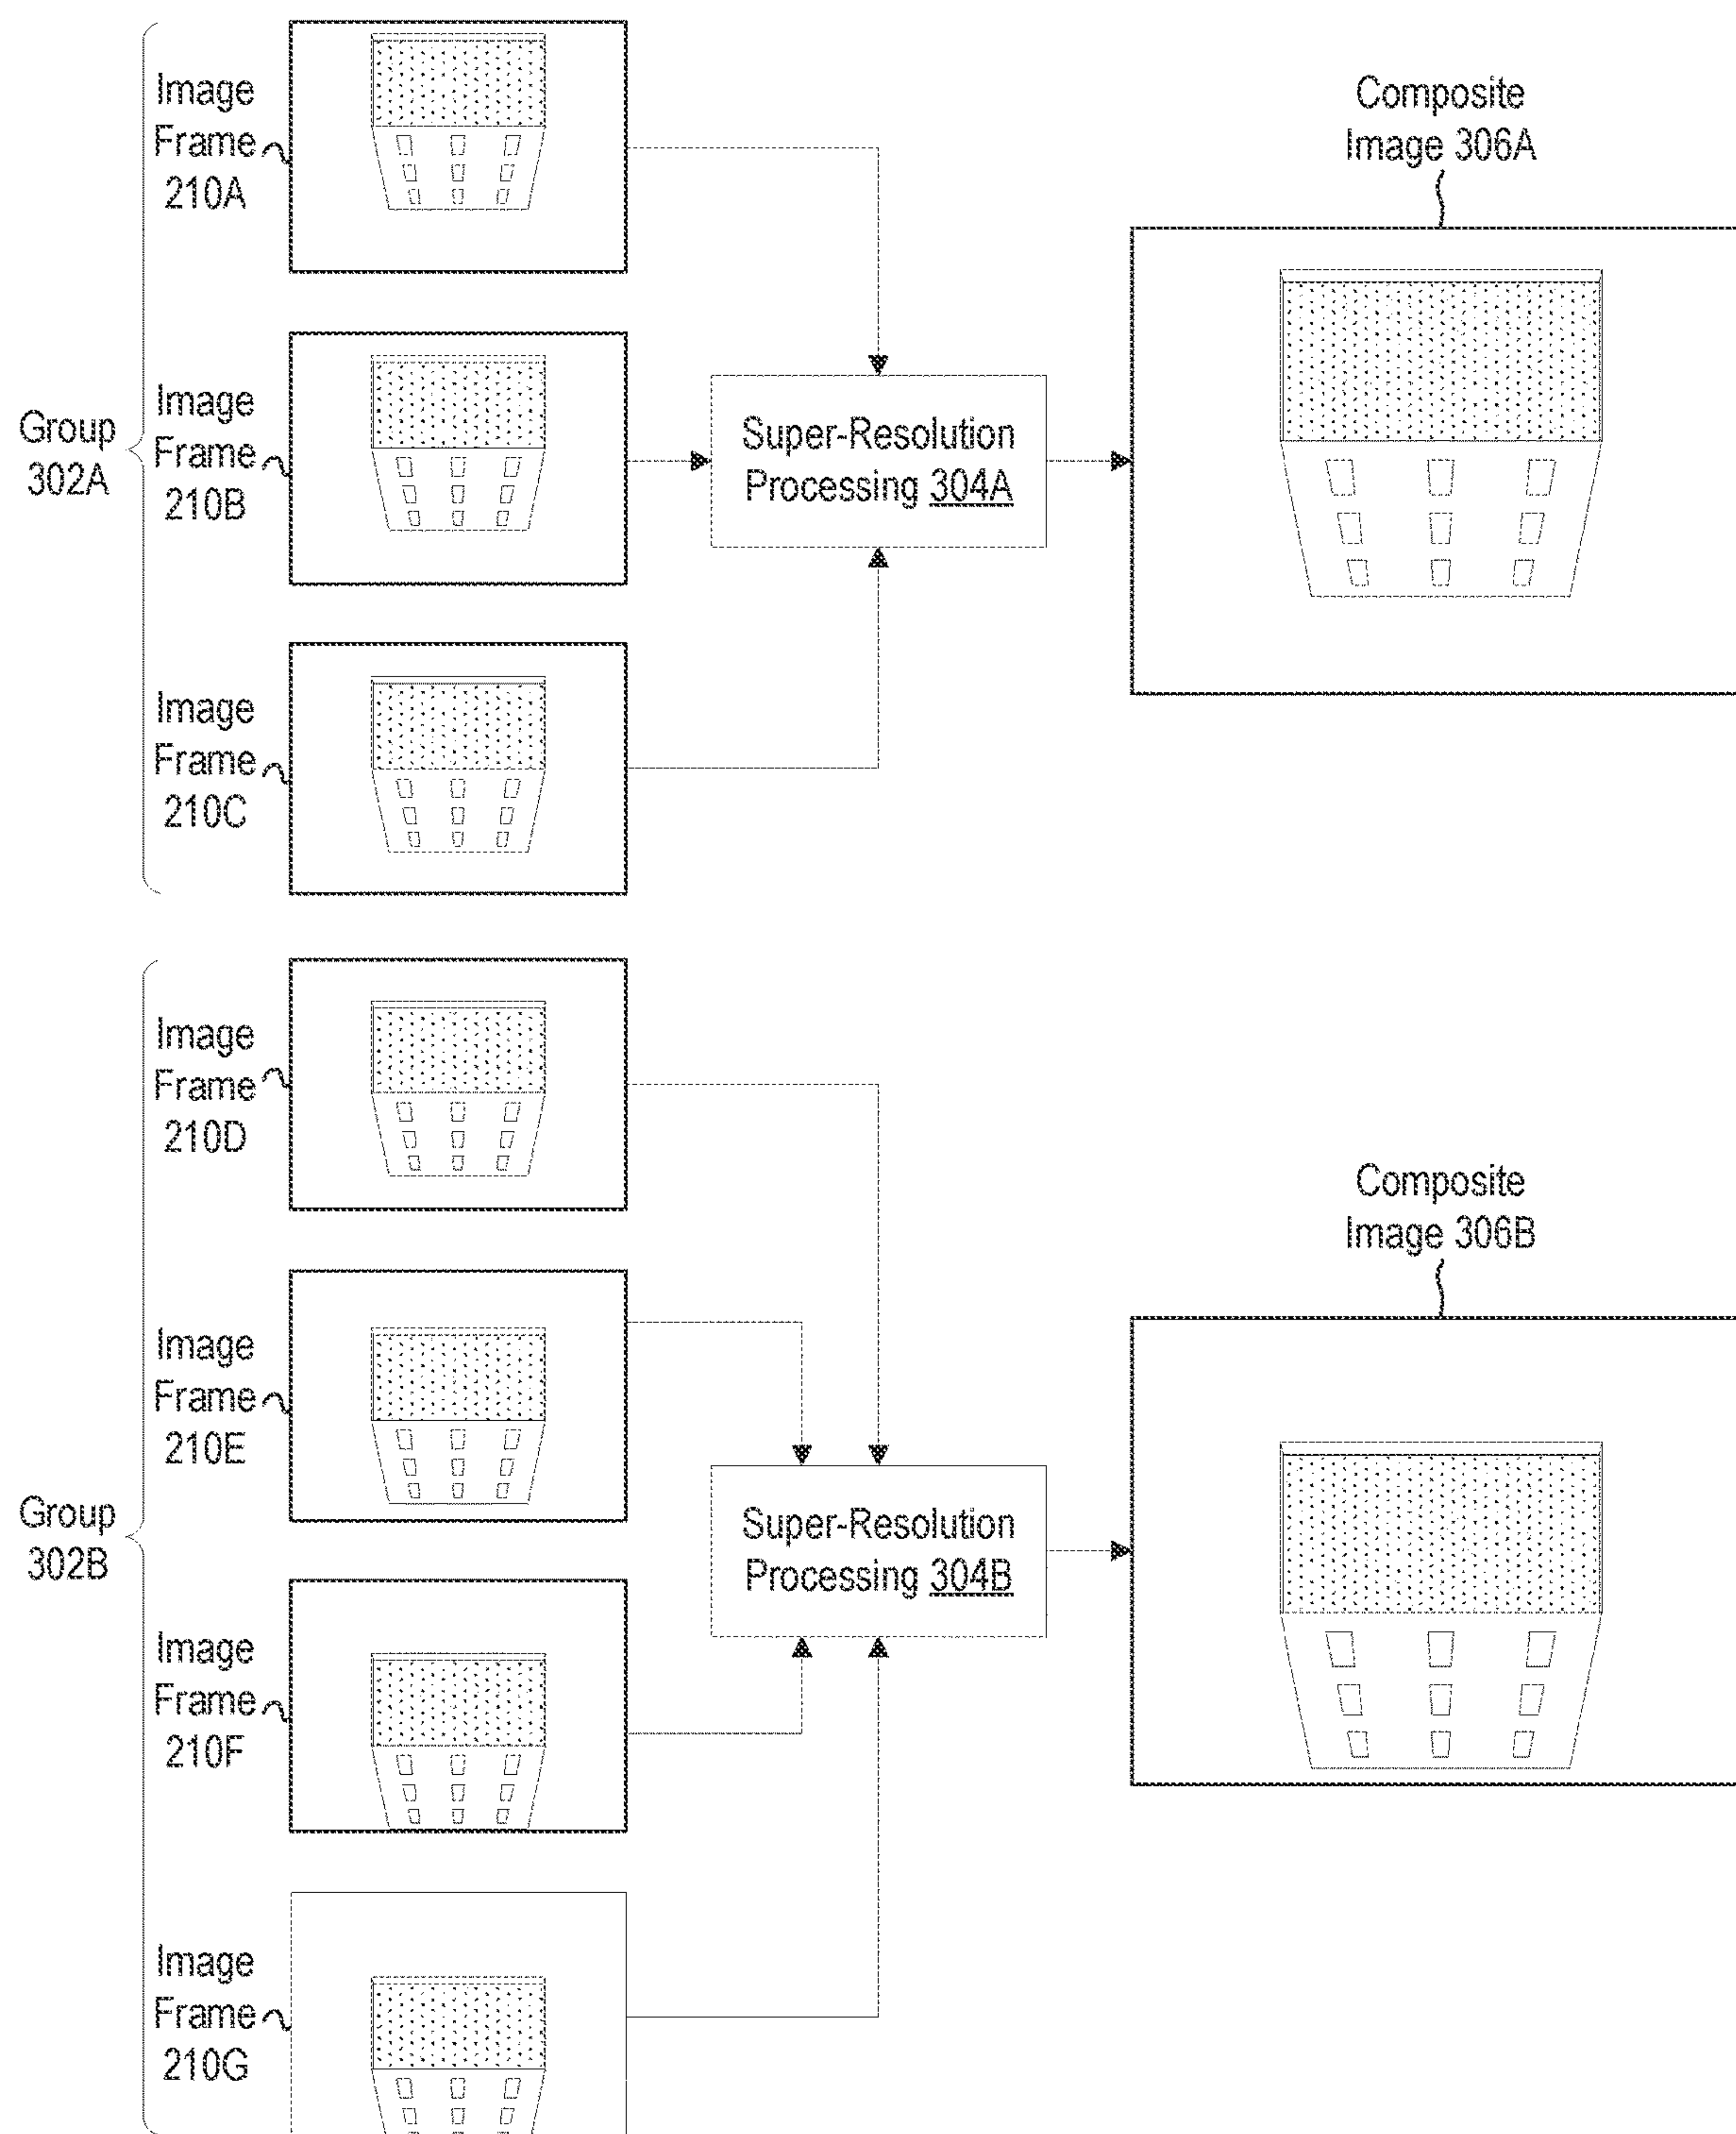 Group
302A
Image
Frame
210A
Image
Frame
210B
Image
Frame
210C
Super-Resolution
Processing 304A
Composite
Image 306A
Group
302B
Image
Frame
210D
Image
Frame
210E
Image
Frame
210F
Image
Frame
210G
Super-Resolution
Processing 304B
Composite
Image 306B